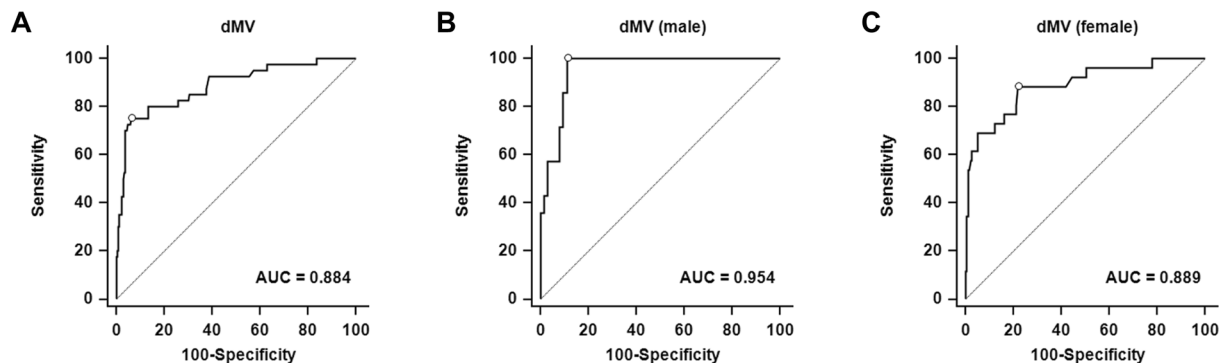 A
dMV
Sensitivity
100
80
60
40
20
0
AUC = 0.884
0 20 40 60 80 100
100-Specificity
B
dMV (male)
Sensitivity
100
80
60
40
20
0
AUC = 0.954
0 20 40 60 80 100
100-Specificity
C
dMV (female)
Sensitivity
100
80
60
40
20
0
AUC = 0.889
0 20 40 60 80 100
100-Specificity